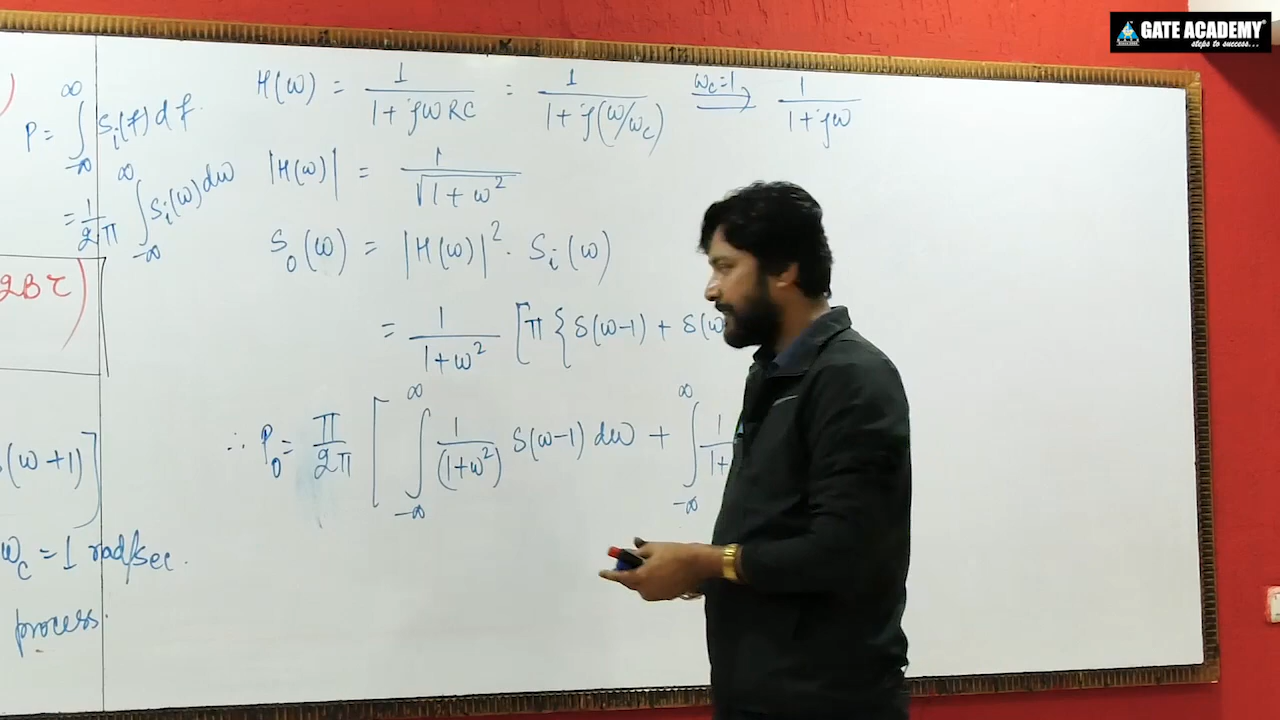 GATE ACADEMY
steps to success...
)
P = ∫_{-∞}^{∞} S_i(f) df.
= 1/2π ∫_{-∞}^{∞} S_i(ω) dω
2Bτ)
(ω+1)]
ω_c = 1 rad/sec.
process.
H(ω) = 1/(1+jωRC) = 1/(1+j(ω/ω_c)) ω_c=1 ⇒ 1/(1+jω)
|H(ω)| = 1/√(1+ω²)
S_0(ω) = |H(ω)|² · S_i(ω)
= 1/(1+ω²) [π{δ(ω-1) + δ(ω
∴ P_0 = π/2π [∫_{-∞}^{∞} 1/(1+ω²) δ(ω-1) dω + ∫_{-∞}^{∞} 1/1+